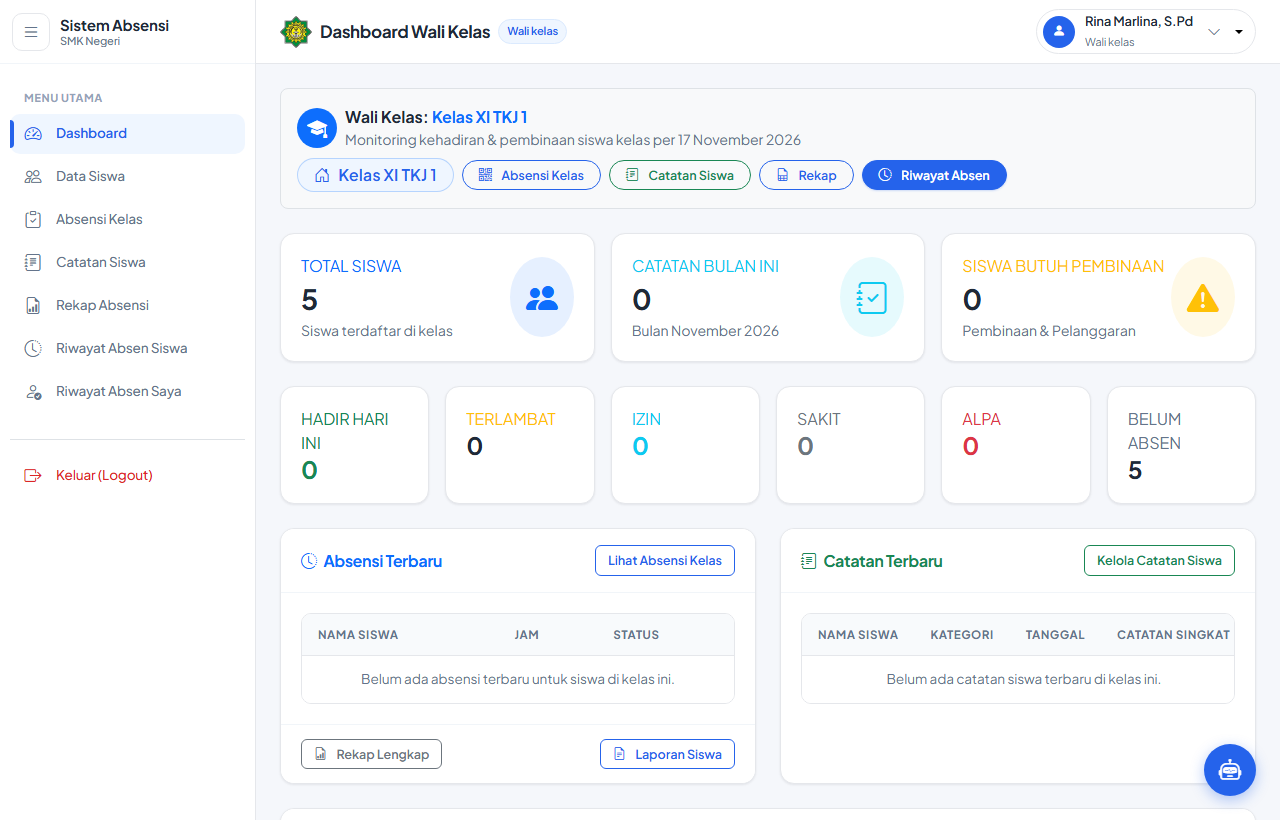 Sistem Absensi
SMK Negeri
Dashboard Wali Kelas
Wali kelas
Rina Marlina, S.Pd
Wali kelas
MENU UTAMA
Dashboard
Data Siswa
Absensi Kelas
Catatan Siswa
Rekap Absensi
Riwayat Absen Siswa
Riwayat Absen Saya
Keluar (Logout)
Wali Kelas: Kelas XI TKJ 1
Monitoring kehadiran & pembinaan siswa kelas per 17 November 2026
Kelas XI TKJ 1
Absensi Kelas
Catatan Siswa
Rekap
Riwayat Absen
TOTAL SISWA
5
Siswa terdaftar di kelas
CATATAN BULAN INI
0
Bulan November 2026
SISWA BUTUH PEMBINAAN
0
Pembinaan & Pelanggaran
HADIR HARI
INI
0
TERLAMBAT
0
IZIN
0
SAKIT
0
ALPA
0
BELUM
ABSEN
5
Absensi Terbaru
Lihat Absensi Kelas
NAMA SISWA JAM STATUS
Belum ada absensi terbaru untuk siswa di kelas ini.
Rekap Lengkap
Laporan Siswa
Catatan Terbaru
Kelola Catatan Siswa
NAMA SISWA KATEGORI TANGGAL CATATAN SINGKAT
Belum ada catatan siswa terbaru di kelas ini.